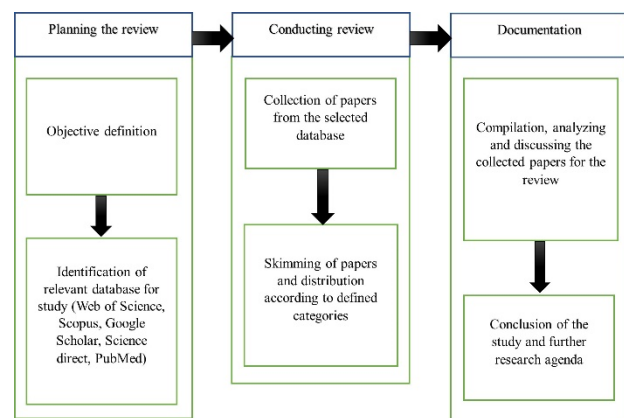 Planning the review
Objective definition
Identification of
relevant database for
study (Web of Science,
Scopus, Google
Scholar, Science
direct, PubMed)
Conducting review
Collection of papers
from the selected
database
Skimming of papers
and distribution
according to defined
categories
Documentation
Compilation, analyzing
and discussing the
collected papers for the
review
Conclusion of the
study and further
research agenda